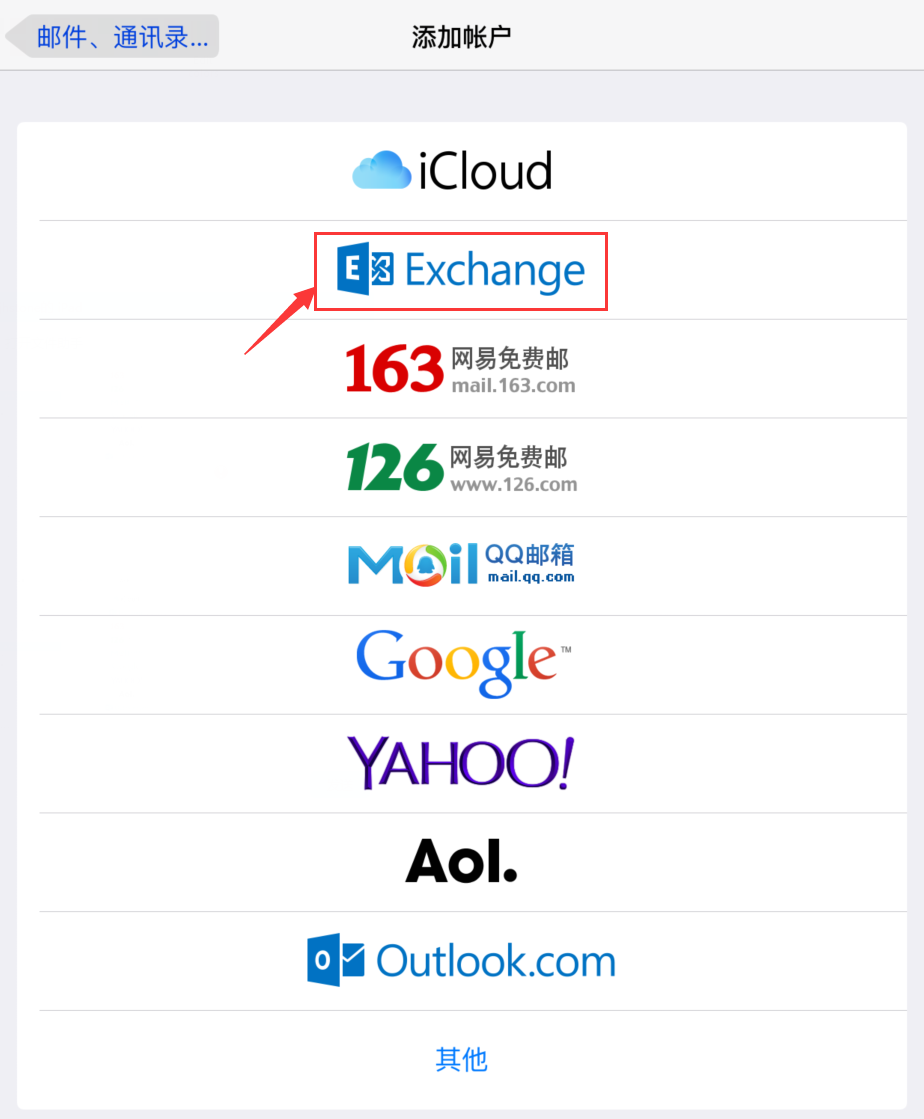 邮件、通讯录...
添加帐户
iCloud
E Exchange
163 网易免费邮
mail.163.com
126 网易免费邮
www.126.com
Mail QQ邮箱
mail.qq.com
Google™
YAHOO!
Aol.
O Outlook.com
其他